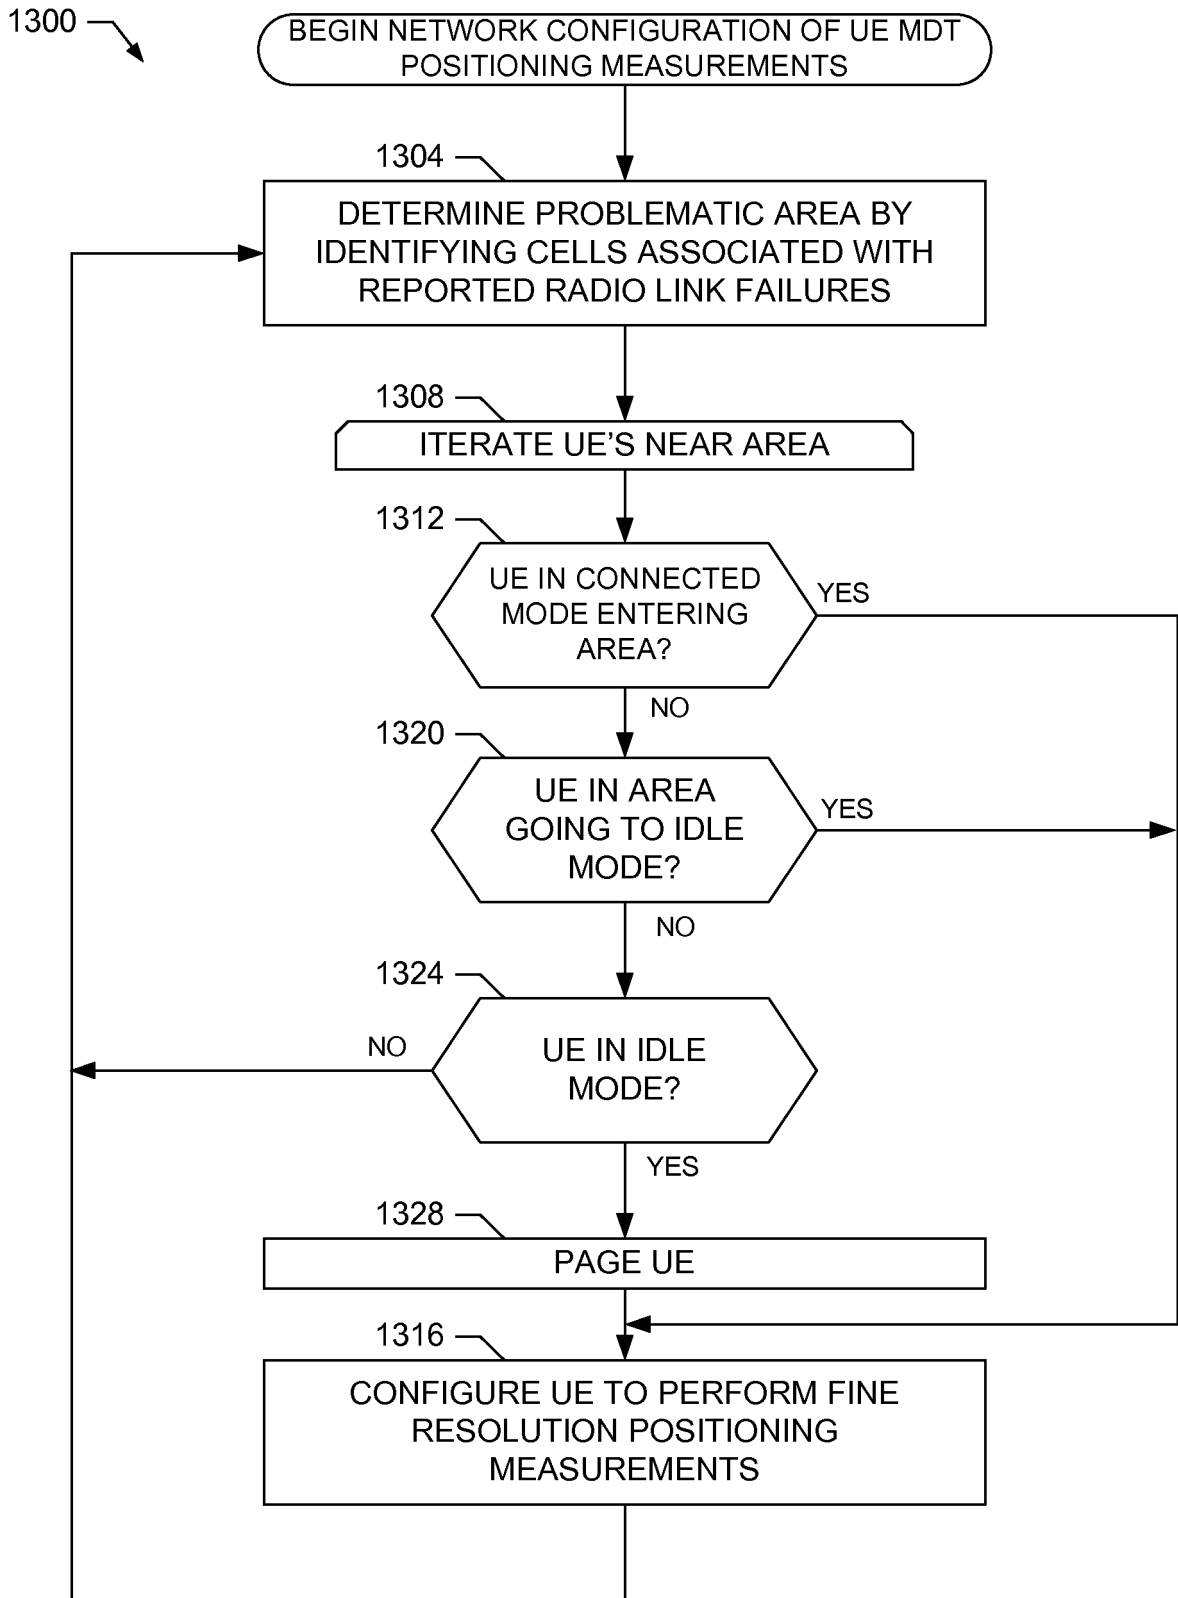 1300
BEGIN NETWORK CONFIGURATION OF UE MDT
POSITIONING MEASUREMENTS
1304
DETERMINE PROBLEMATIC AREA BY
IDENTIFYING CELLS ASSOCIATED WITH
REPORTED RADIO LINK FAILURES
1308
ITERATE UE'S NEAR AREA
1312
UE IN CONNECTED
MODE ENTERING
AREA?
YES
NO
1320
UE IN AREA
GOING TO IDLE
MODE?
YES
NO
1324
UE IN IDLE
MODE?
NO
YES
1328
PAGE UE
1316
CONFIGURE UE TO PERFORM FINE
RESOLUTION POSITIONING
MEASUREMENTS